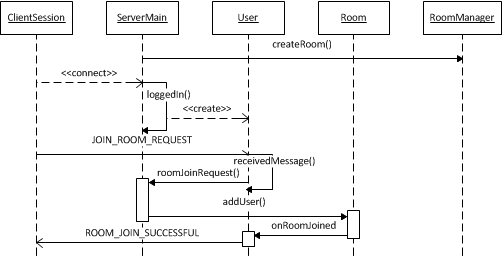 ClientSession
ServerMain
User
Room
RoomManager
createRoom()
<<connect>>
loggedIn()
<<create>>
JOIN_ROOM_REQUEST
receivedMessage()
roomJoinRequest()
addUser()
onRoomJoined
ROOM_JOIN_SUCCESSFUL